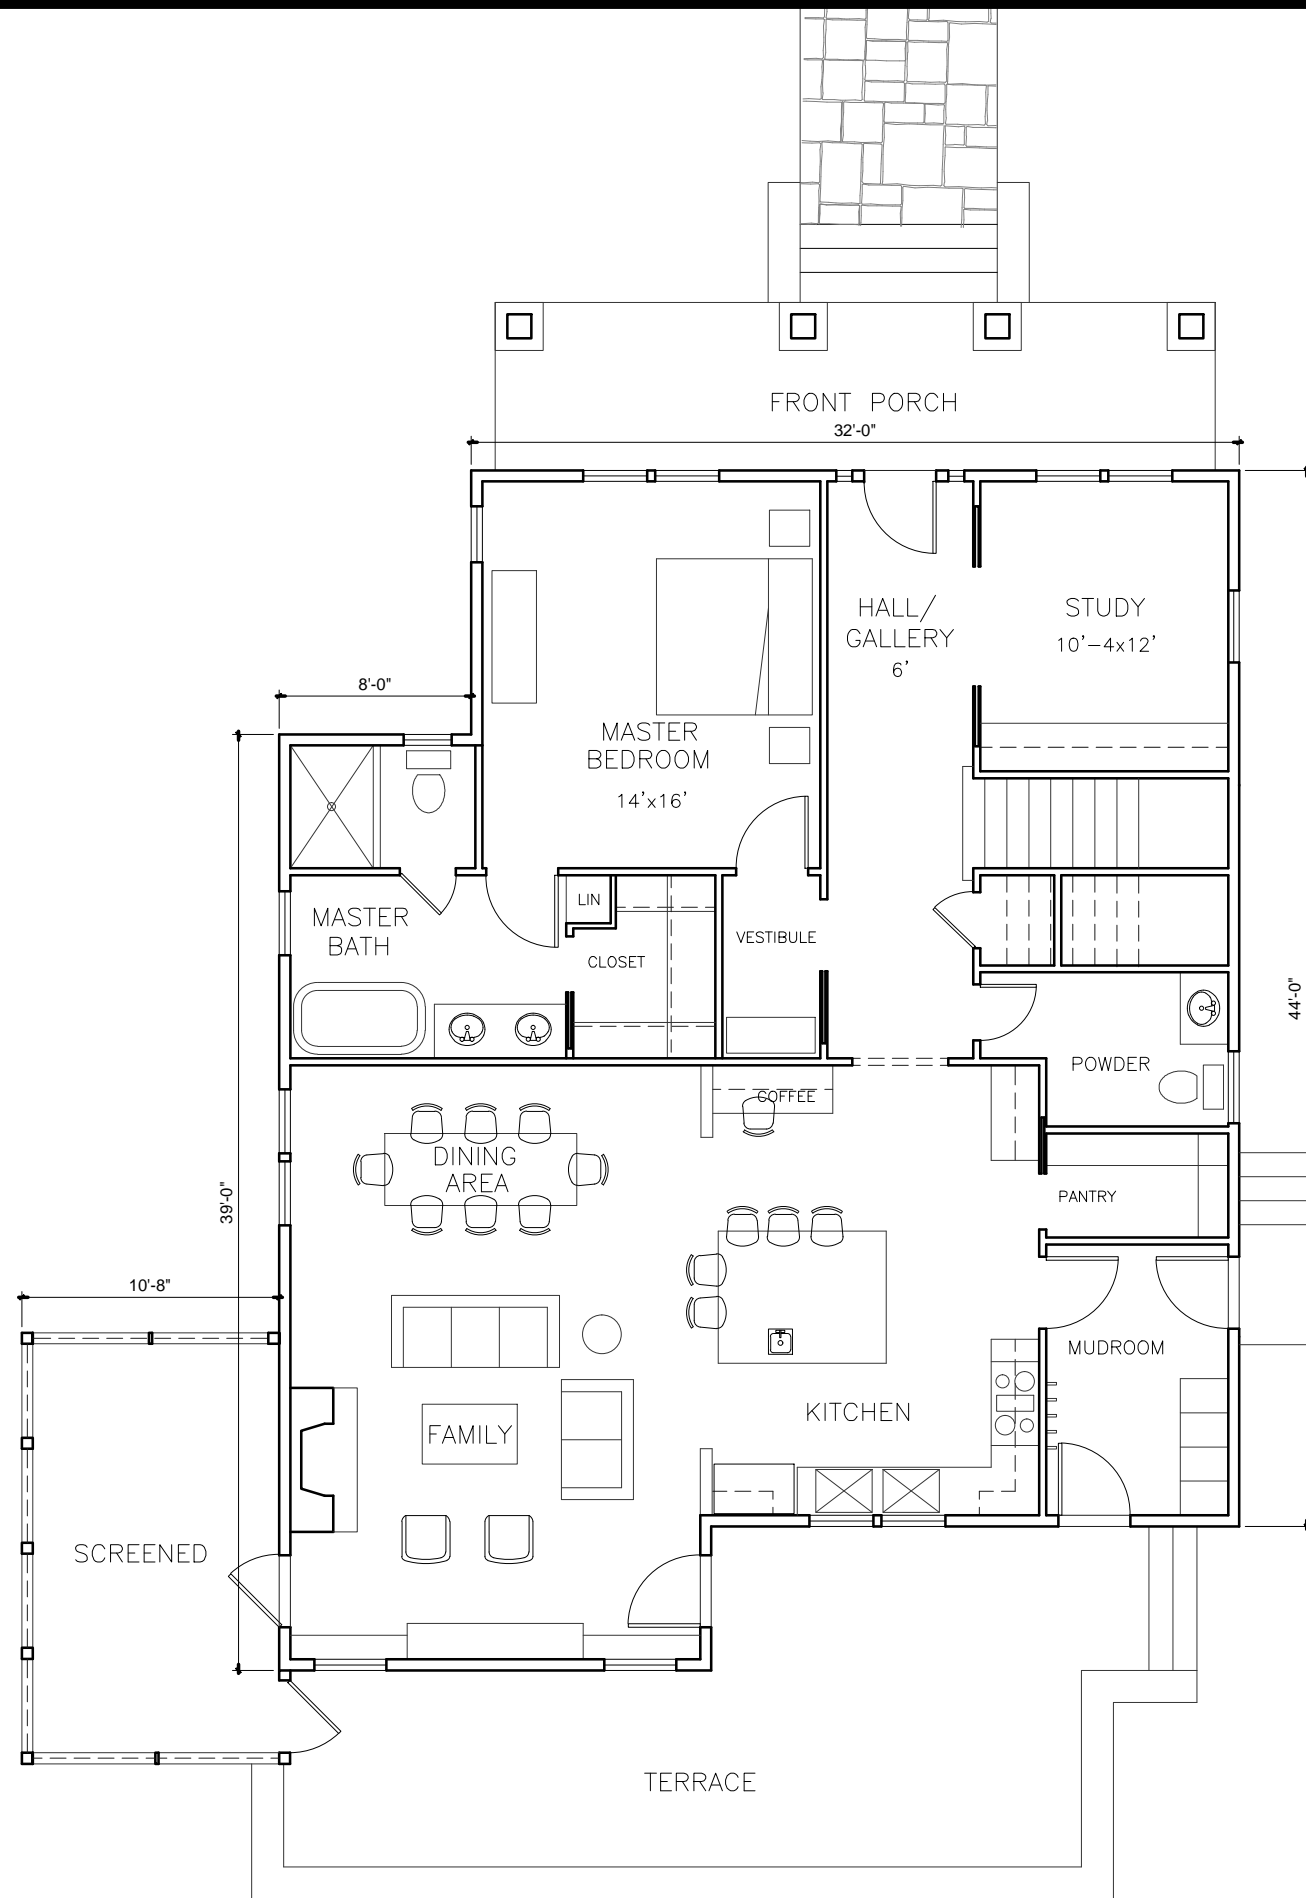 FRONT PORCH
32'-0"
HALL/
GALLERY
6'
STUDY
10'-4x12'
8'-0"
MASTER
BEDROOM
14'x16'
LIN
MASTER
BATH
VESTIBULE
CLOSET
44'-0"
POWDER
COFFEE
DINING
AREA
39'-0"
PANTRY
10'-8"
MUDROOM
KITCHEN
FAMILY
SCREENED
TERRACE